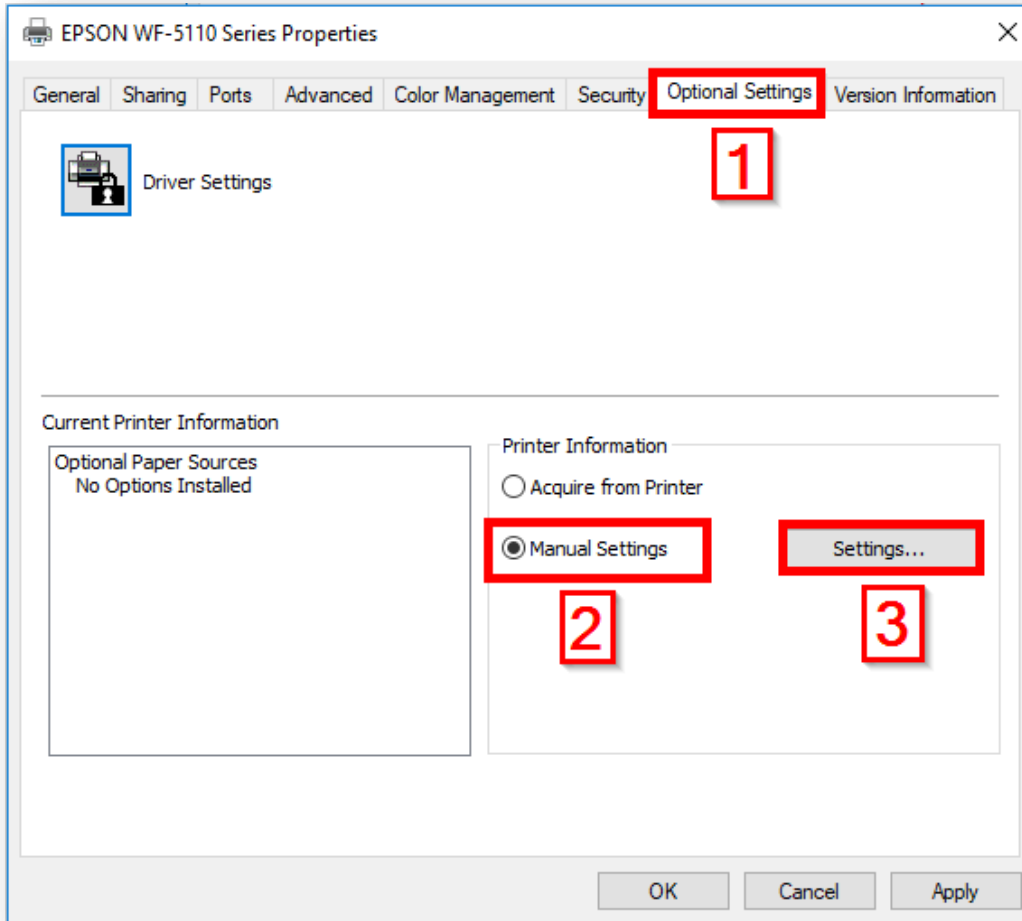 EPSON WF-5110 Series Properties
General Sharing Ports Advanced Color Management Security Optional Settings Version Information
1
Driver Settings
Current Printer Information
Optional Paper Sources
No Options Installed
Printer Information
Acquire from Printer
Manual Settings
Settings...
2
3
OK Cancel Apply